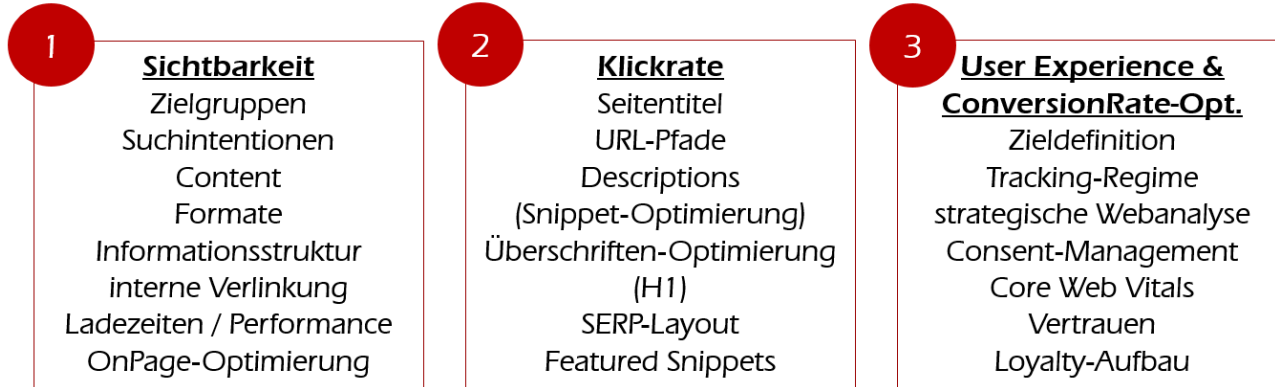 1
Sichtbarkeit
Zielgruppen
Suchintentionen
Content
Formate
Informationsstruktur
interne Verlinkung
Ladezeiten / Performance
OnPage-Optimierung
2
Klickrate
Seitentitel
URL-Pfade
Descriptions
(Snippet-Optimierung)
Überschriften-Optimierung
(H1)
SERP-Layout
Featured Snippets
3
User Experience &
ConversionRate-Opt.
Zieldefinition
Tracking-Regime
strategische Webanalyse
Consent-Management
Core Web Vitals
Vertrauen
Loyalty-Aufbau